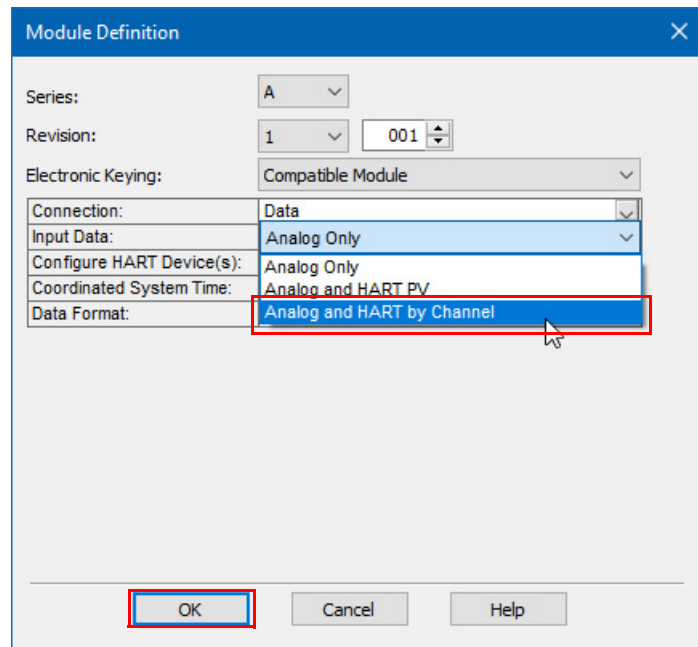 Module Definition
Series: A
Revision: 1 001
Electronic Keying: Compatible Module
Connection: Data
Input Data: Analog Only
Configure HART Device(s): Analog Only
Coordinated System Time: Analog and HART PV
Data Format: Analog and HART by Channel
OK Cancel Help